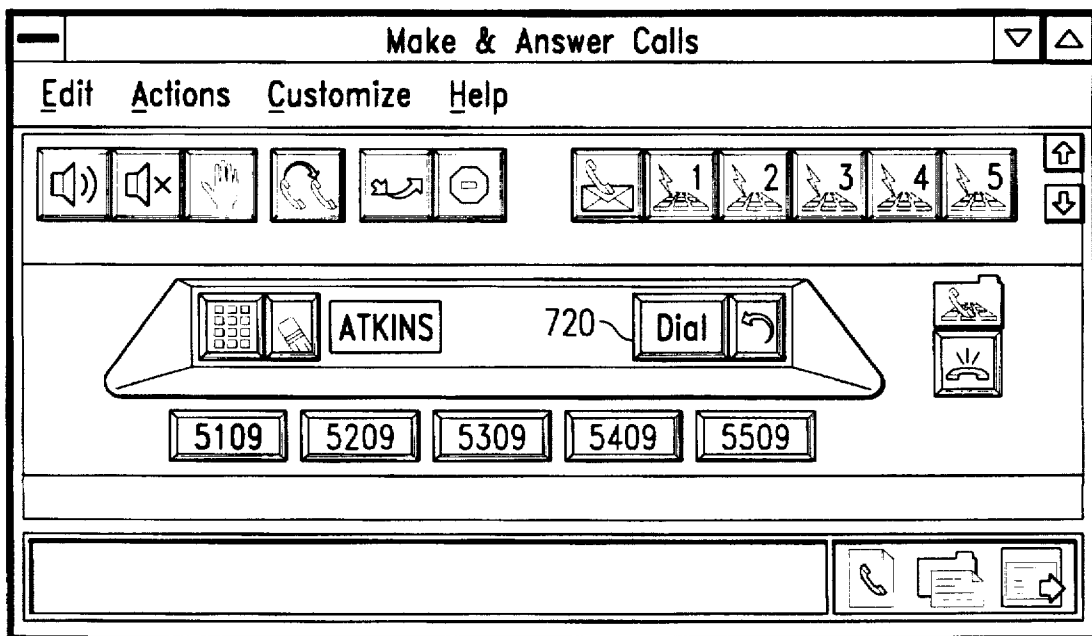 Make & Answer Calls
Edit Actions Customize Help
1 2 3 4 5
ATKINS 720 Dial
5109 5209 5309 5409 5509